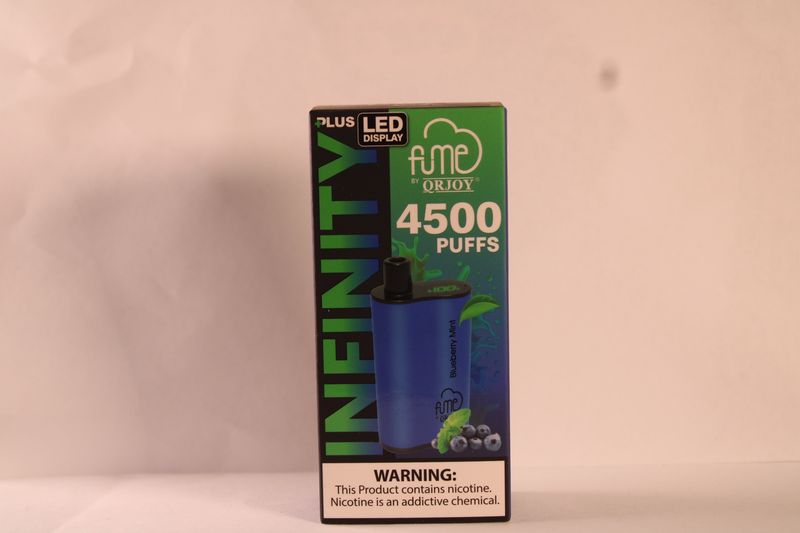 +PLUS
LED
DISPLAY
INFINITY
fume
BY QRJOY®
4500
PUFFS
+100
Blueberry Mint
fume
WARNING:
This Product contains nicotine.
Nicotine is an addictive chemical.